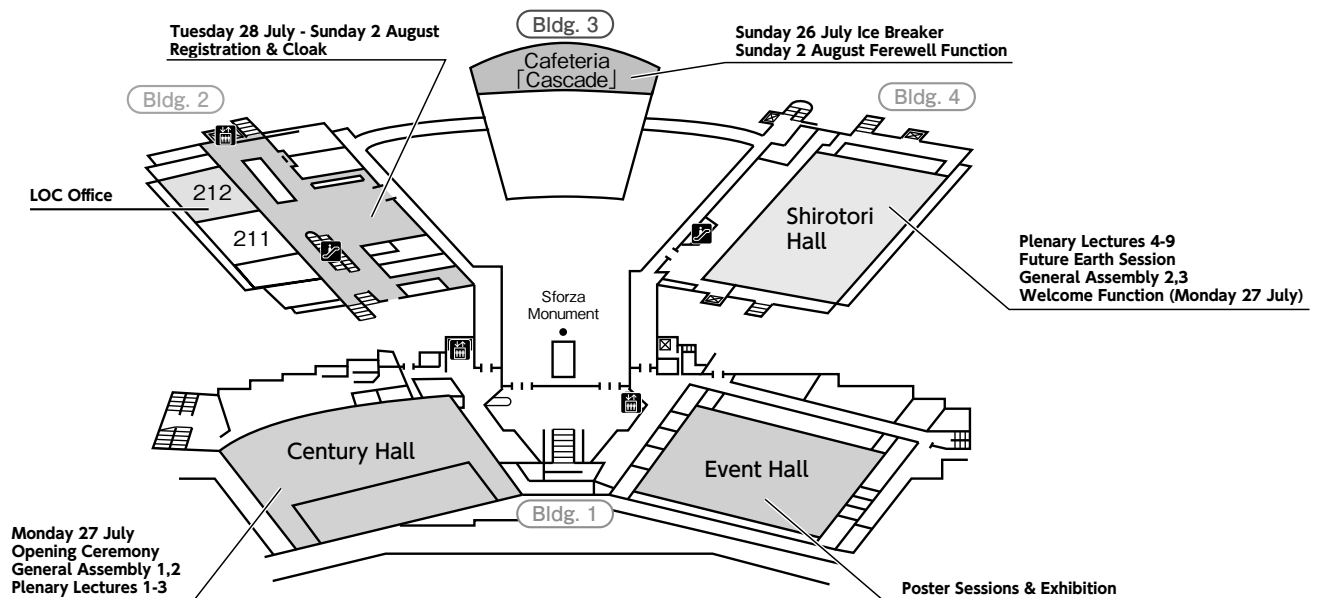 Tuesday 28 July - Sunday 2 August
Registration & Cloak
Bldg. 3
Cafeteria
「Cascade」
Sunday 26 July Ice Breaker
Sunday 2 August Ferewell Function
Bldg. 2
Bldg. 4
LOC Office
212
211
Shirotori
Hall
Plenary Lectures 4-9
Future Earth Session
General Assembly 2,3
Welcome Function (Monday 27 July)
Sforza
Monument
Century Hall
Event Hall
Bldg. 1
Monday 27 July
Opening Ceremony
General Assembly 1,2
Plenary Lectures 1-3
Poster Sessions & Exhibition